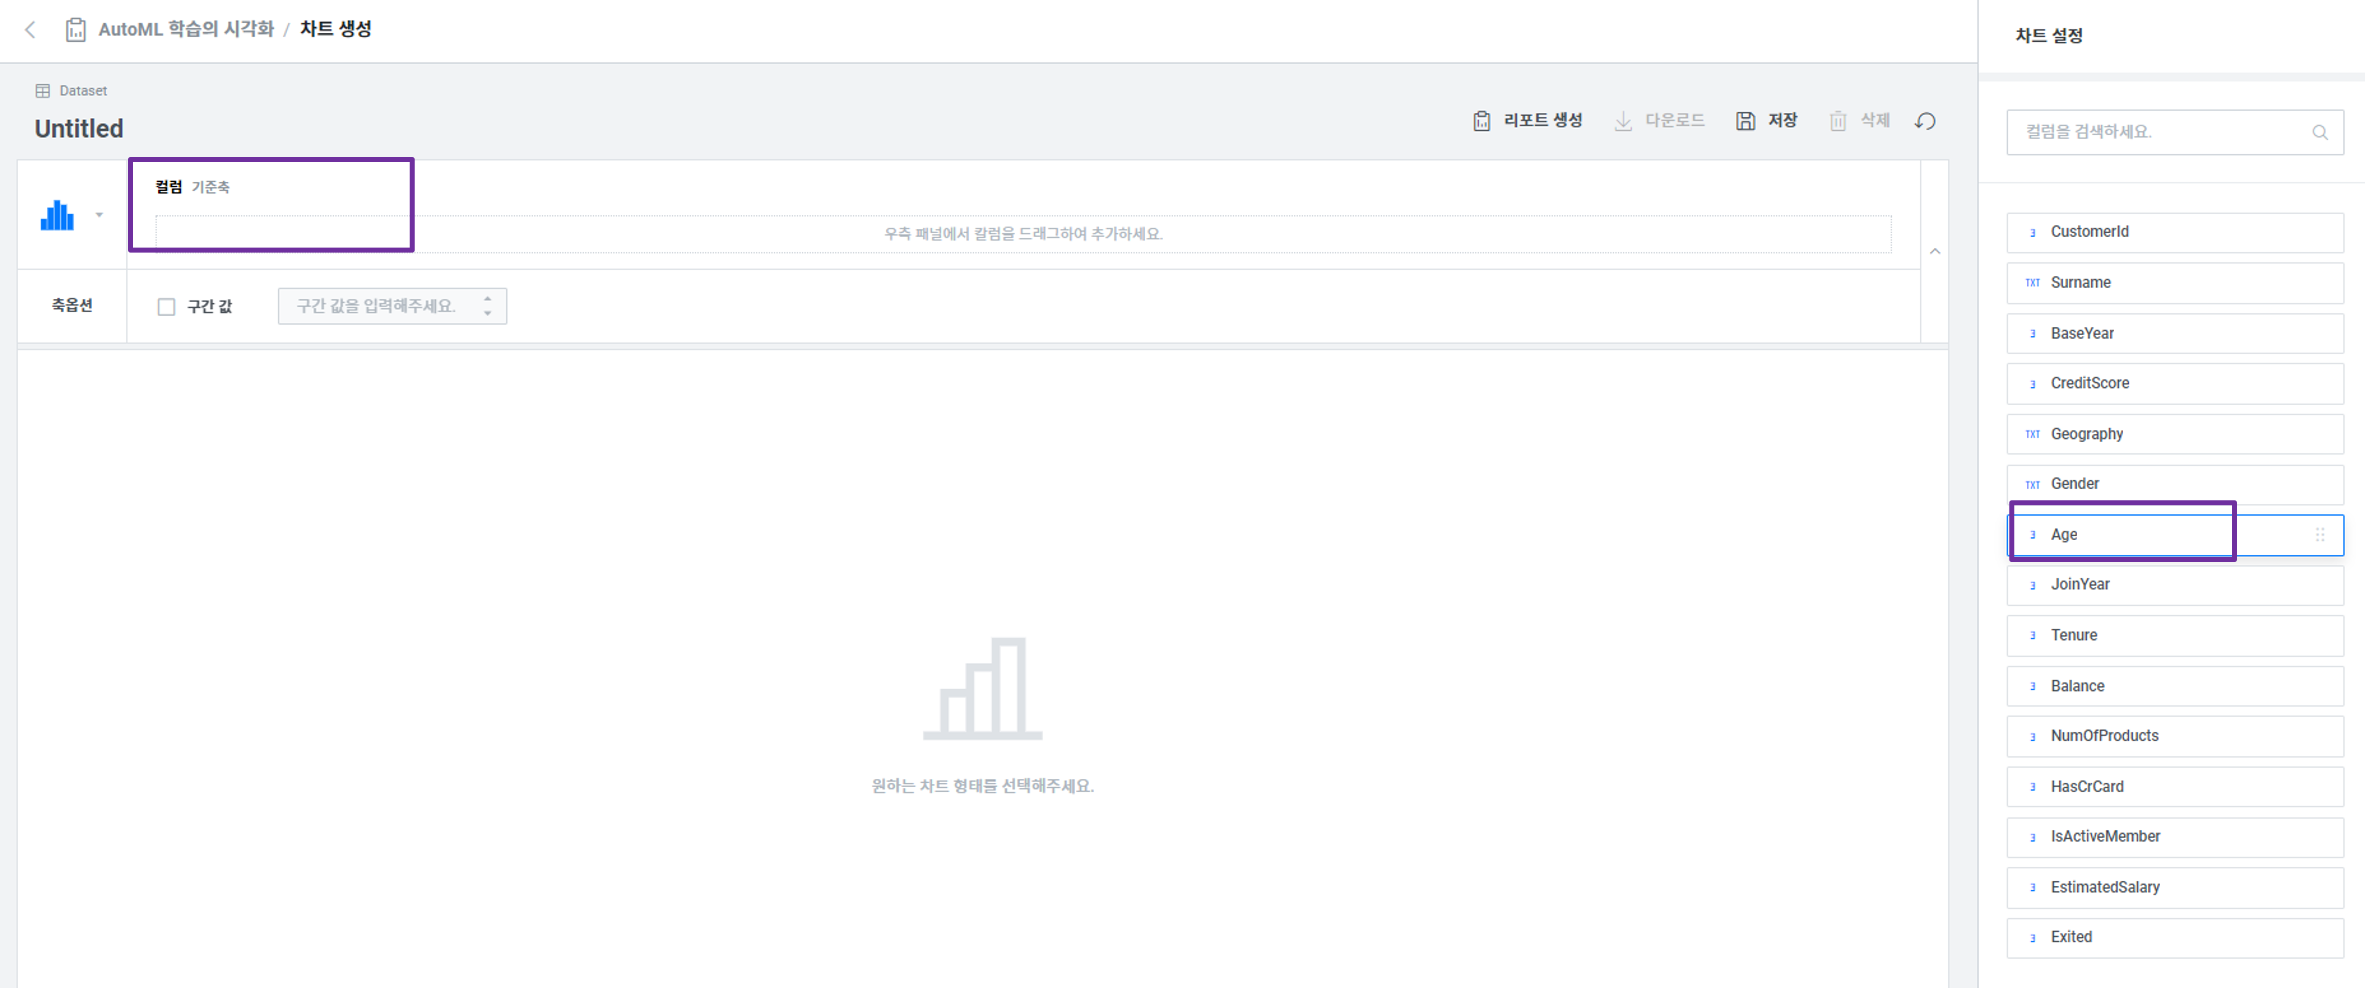 AutoML 학습의 시각화 / 차트 생성
차트 설정
Dataset
Untitled
리포트 생성 다운로드 저장 삭제
컬럼을 검색하세요.
컬럼 기준축
우측 패널에서 칼럼을 드래그하여 추가하세요.
축옵션 구간 값 구간 값을 입력해주세요.
원하는 차트 형태를 선택해주세요.
CustomerId
TXT Surname
BaseYear
CreditScore
TXT Geography
TXT Gender
Age
JoinYear
Tenure
Balance
NumOfProducts
HasCrCard
IsActiveMember
EstimatedSalary
Exited